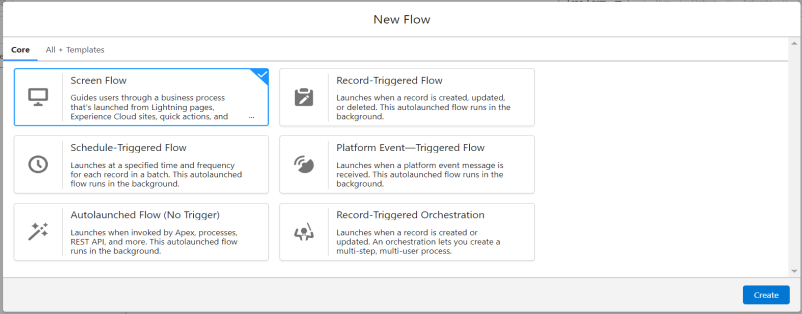 New Flow
Core
All + Templates
Screen Flow
Guides users through a business process
that's launched from Lightning pages,
Experience Cloud sites, quick actions, and ...
Record-Triggered Flow
Launches when a record is created, updated,
or deleted. This autolaunched flow runs in the
background.
Schedule-Triggered Flow
Launches at a specified time and frequency
for each record in a batch. This autolaunched
flow runs in the background.
Platform Event—Triggered Flow
Launches when a platform event message is
received. This autolaunched flow runs in the
background.
Autolaunched Flow (No Trigger)
Launches when invoked by Apex, processes,
REST API, and more. This autolaunched flow
runs in the background.
Record-Triggered Orchestration
Launches when a record is created or
updated. An orchestration lets you create a
multi-step, multi-user process.
Create